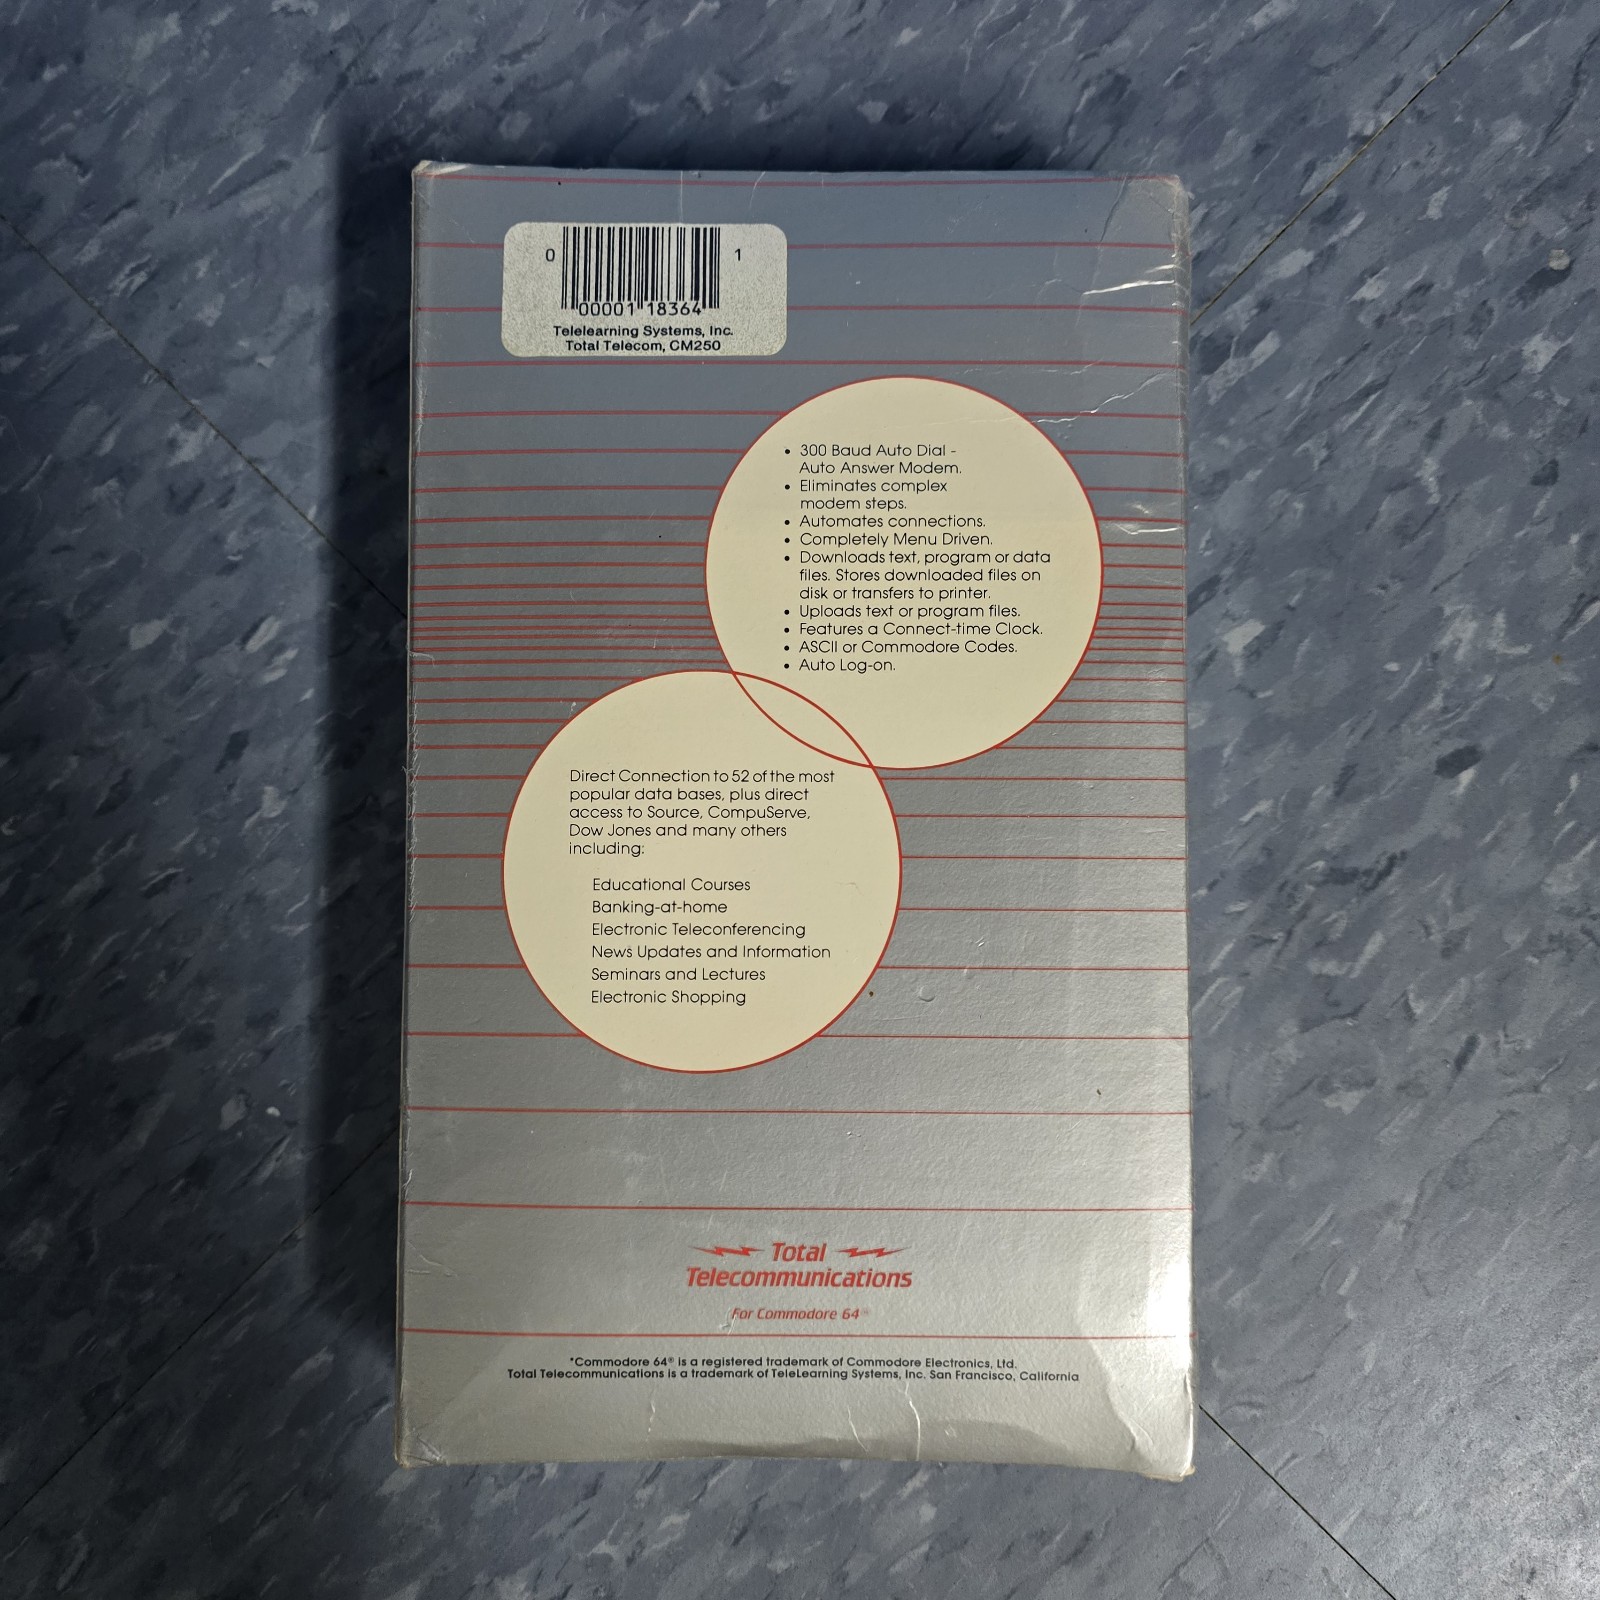 0 00001 18364 1
Telelearning Systems, Inc.
Total Telecom, CM250
• 300 Baud Auto Dial -
Auto Answer Modem.
• Eliminates complex
modem steps.
• Automates connections.
• Completely Menu Driven.
• Downloads text, program or data
files. Stores downloaded files on
disk or transfers to printer.
• Uploads text or program files.
• Features a Connect-time Clock.
• ASCII or Commodore Codes.
• Auto Log-on.
Direct Connection to 52 of the most
popular data bases, plus direct
access to Source, CompuServe,
Dow Jones and many others
including:
Educational Courses
Banking-at-home
Electronic Teleconferencing
News Updates and Information
Seminars and Lectures
Electronic Shopping
Total
Telecommunications
For Commodore 64®
*Commodore 64® is a registered trademark of Commodore Electronics, Ltd.
Total Telecommunications is a trademark of TeleLearning Systems, Inc. San Francisco, California